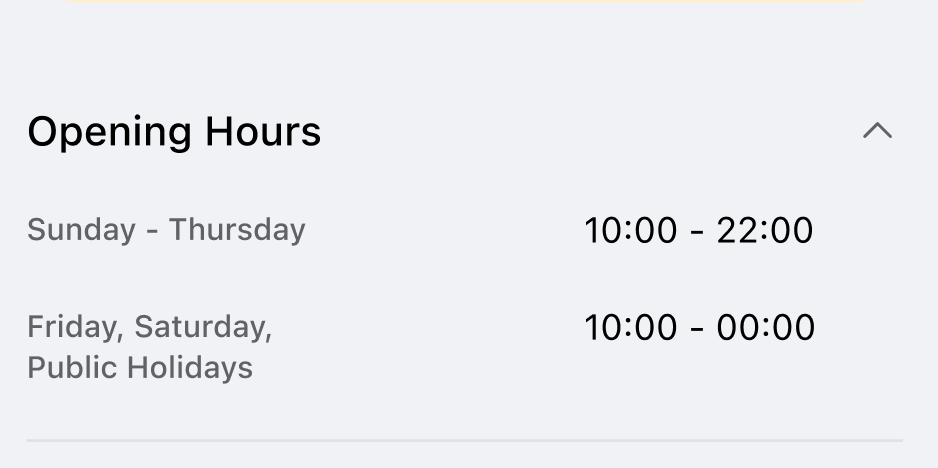 Opening Hours
Sunday - Thursday 10:00 - 22:00
Friday, Saturday, 10:00 - 00:00
Public Holidays